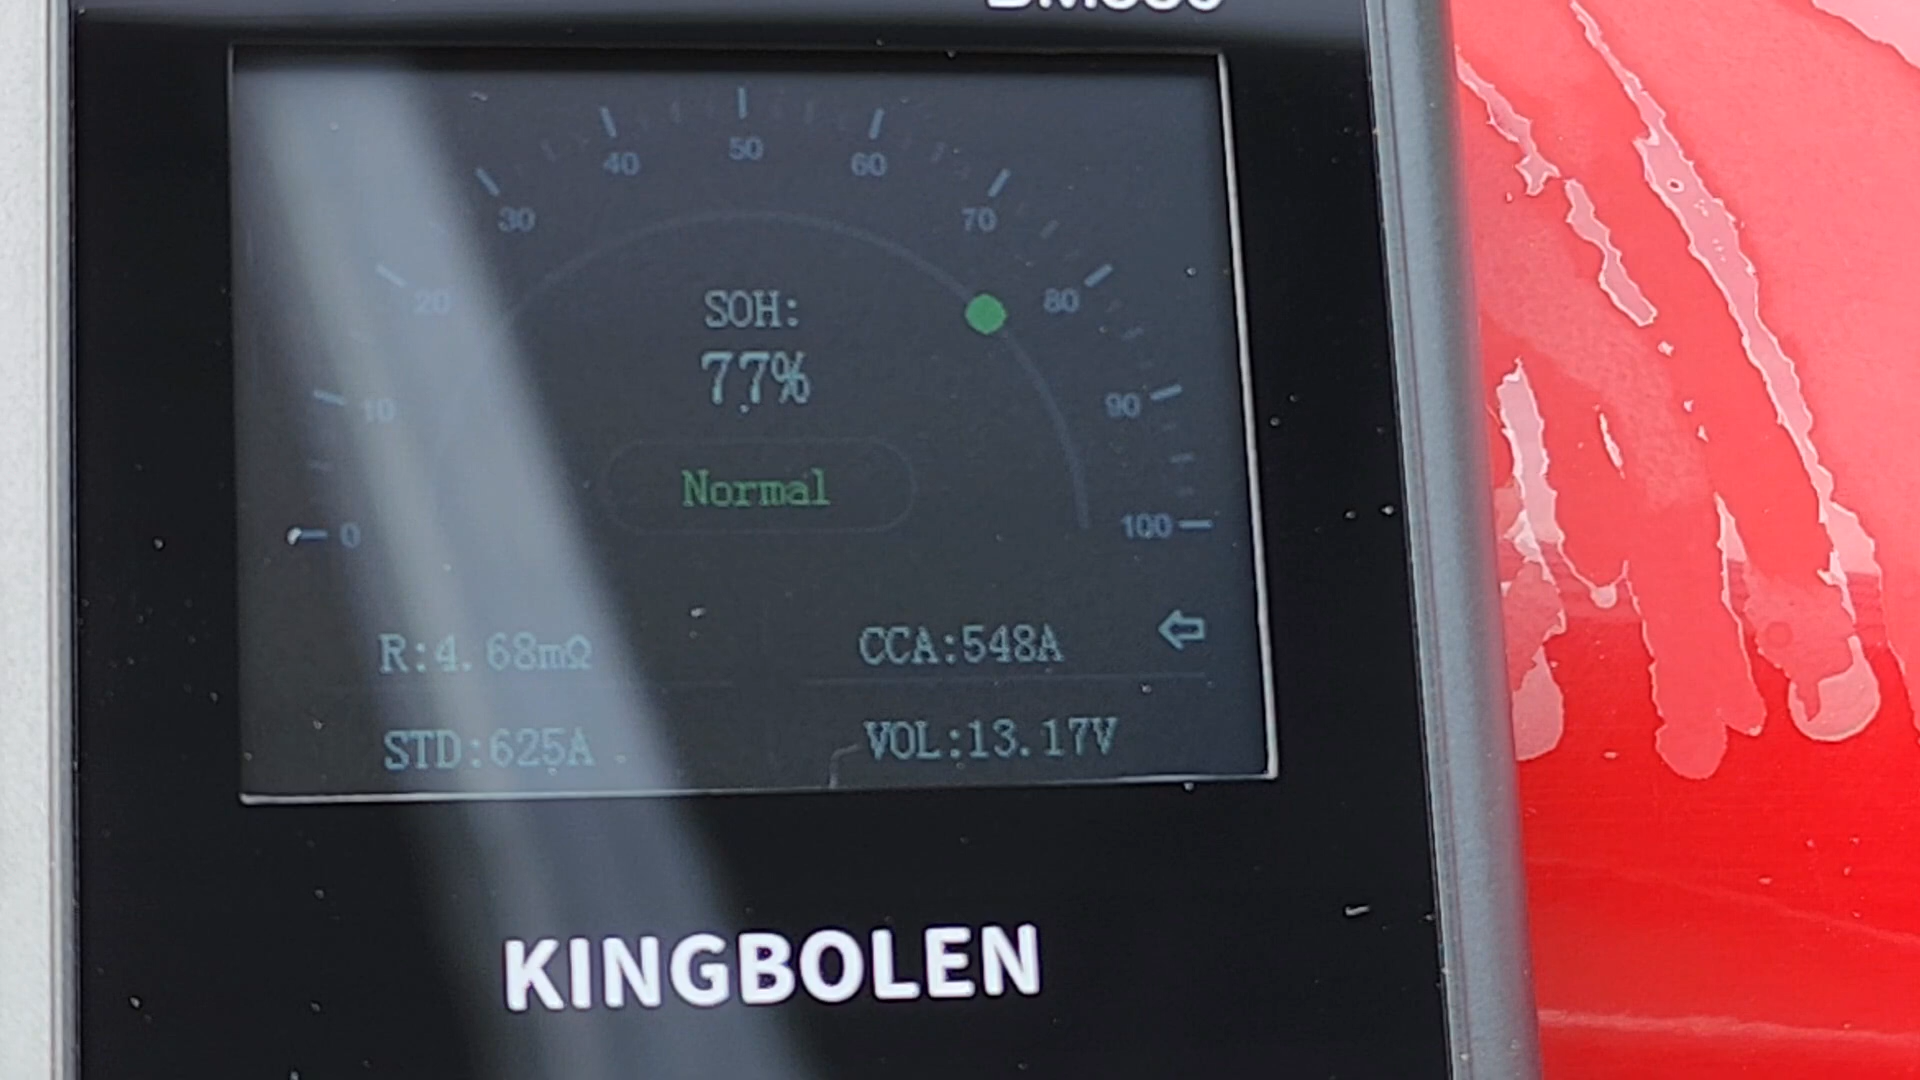 50
40
60
30
70
20
80
SOH:
77%
10
90
Normal
0
100
R:4.68mΩ
CCA:548A
STD:625A
VOL:13.17V
KINGBOLEN